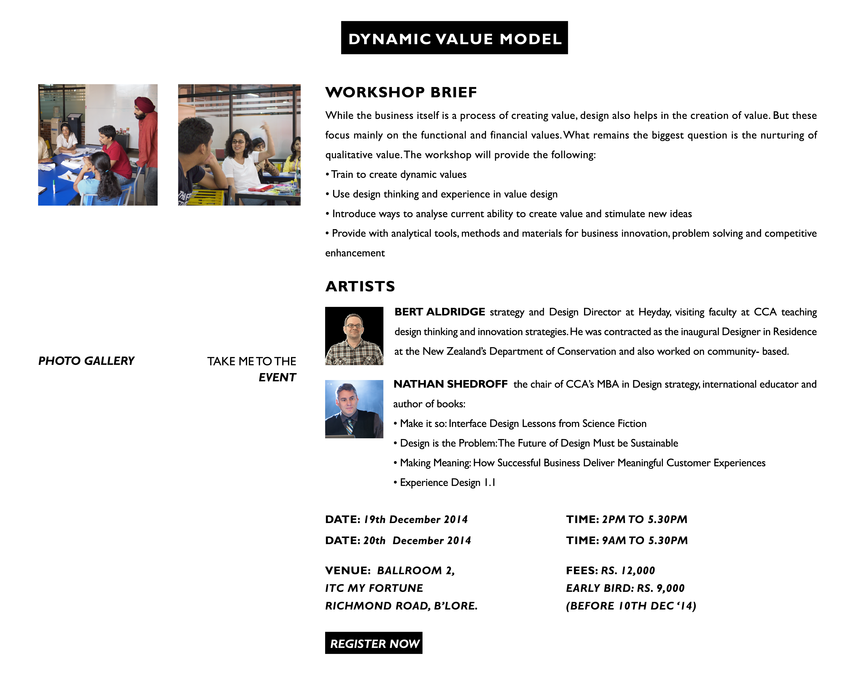 DYNAMIC VALUE MODEL
WORKSHOP BRIEF
While the business itself is a process of creating value, design also helps in the creation of value. But these
focus mainly on the functional and financial values. What remains the biggest question is the nurturing of
qualitative value. The workshop will provide the following:
• Train to create dynamic values
• Use design thinking and experience in value design
• Introduce ways to analyse current ability to create value and stimulate new ideas
• Provide with analytical tools, methods and materials for business innovation, problem solving and competitive
enhancement
ARTISTS
BERT ALDRIDGE strategy and Design Director at Heyday, visiting faculty at CCA teaching
design thinking and innovation strategies. He was contracted as the inaugural Designer in Residence
at the New Zealand's Department of Conservation and also worked on community- based.
PHOTO GALLERY
TAKE ME TO THE
EVENT
NATHAN SHEDROFF the chair of CCA's MBA in Design strategy, international educator and
author of books:
• Make it so: Interface Design Lessons from Science Fiction
• Design is the Problem: The Future of Design Must be Sustainable
• Making Meaning: How Successful Business Deliver Meaningful Customer Experiences
• Experience Design 1.1
DATE: 19th December 2014
TIME: 2PM TO 5.30PM
DATE: 20th December 2014
TIME: 9AM TO 5.30PM
VENUE: BALLROOM 2,
ITC MY FORTUNE
RICHMOND ROAD, B'LORE.
FEES: RS. 12,000
EARLY BIRD: RS. 9,000
(BEFORE 10TH DEC '14)
REGISTER NOW